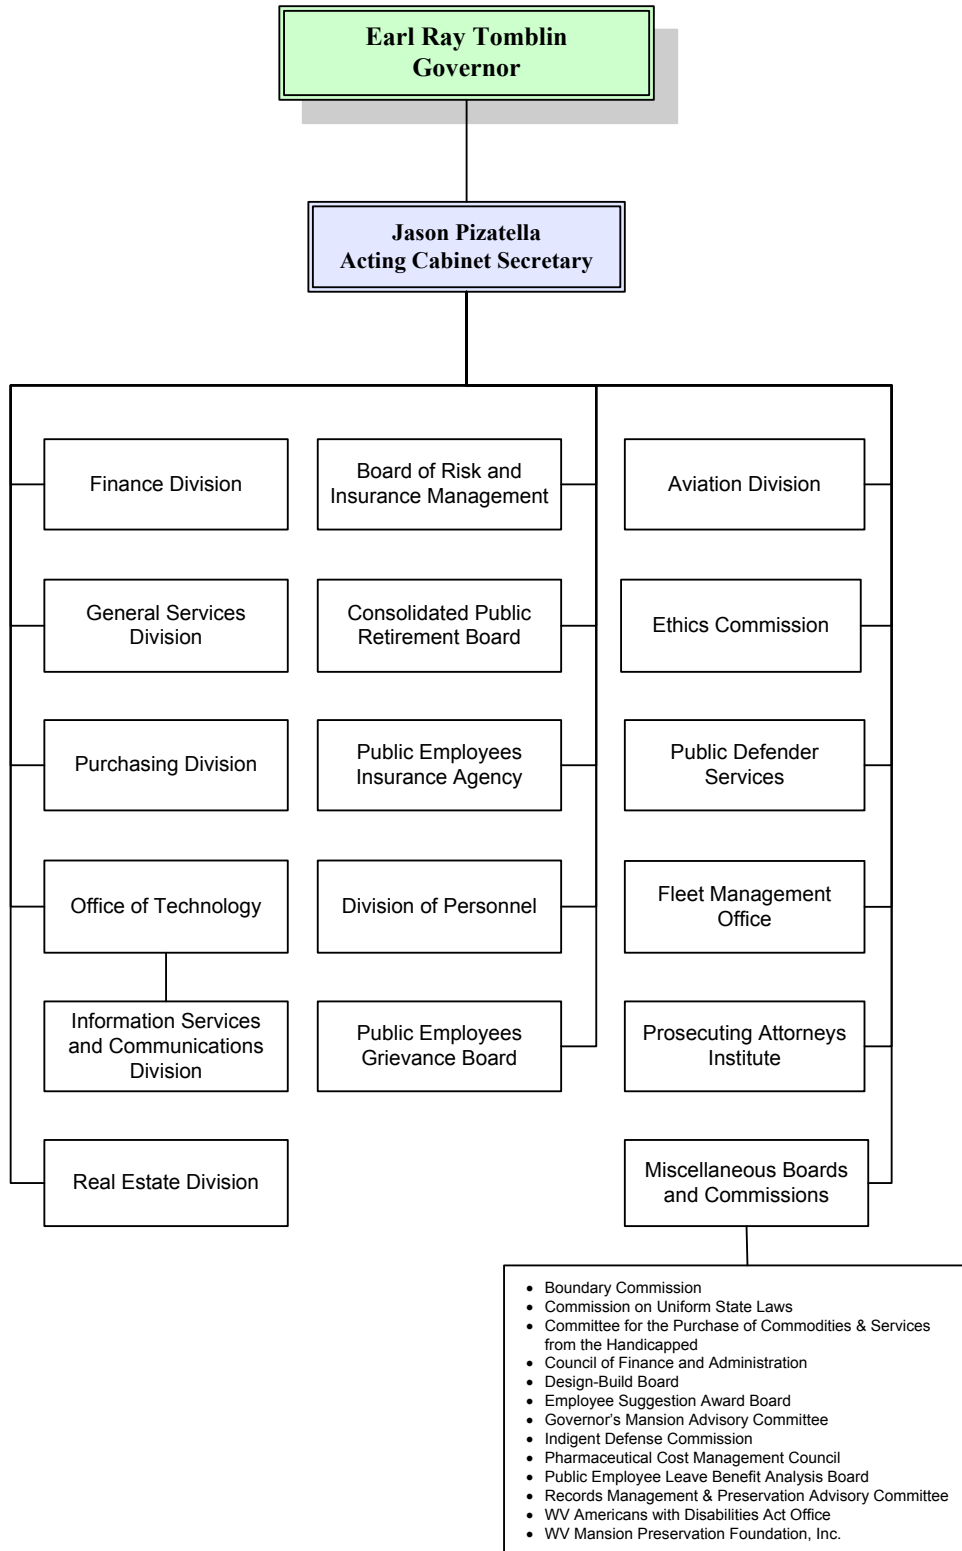 Earl Ray Tomblin
Governor
Jason Pizatella
Acting Cabinet Secretary
Finance Division
Board of Risk and
Insurance Management
Aviation Division
General Services
Division
Consolidated Public
Retirement Board
Ethics Commission
Purchasing Division
Public Employees
Insurance Agency
Public Defender
Services
Office of Technology
Division of Personnel
Fleet Management
Office
Information Services
and Communications
Division
Public Employees
Grievance Board
Prosecuting Attorneys
Institute
Real Estate Division
Miscellaneous Boards
and Commissions
• Boundary Commission
• Commission on Uniform State Laws
• Committee for the Purchase of Commodities & Services
from the Handicapped
• Council of Finance and Administration
• Design-Build Board
• Employee Suggestion Award Board
• Governor’s Mansion Advisory Committee
• Indigent Defense Commission
• Pharmaceutical Cost Management Council
• Public Employee Leave Benefit Analysis Board
• Records Management & Preservation Advisory Committee
• WV Americans with Disabilities Act Office
• WV Mansion Preservation Foundation, Inc.